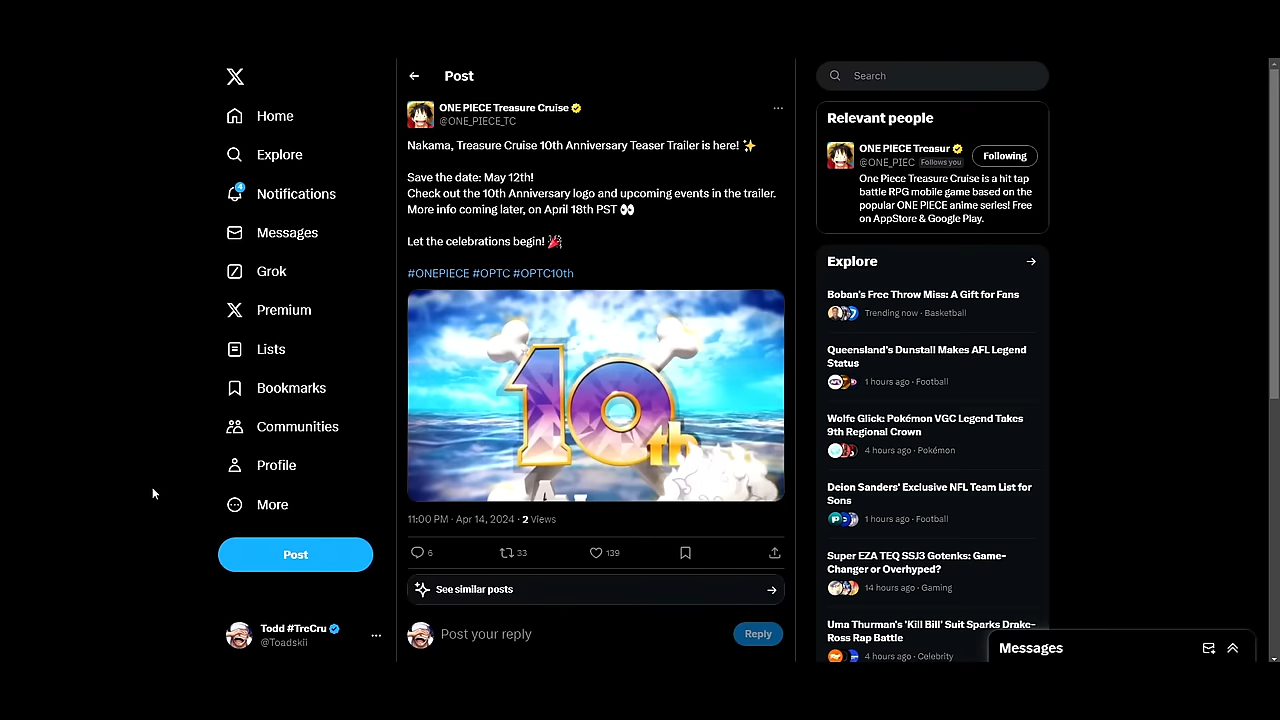 Home
Explore
4
Notifications
Messages
Grok
Premium
Lists
Bookmarks
Communities
Profile
More
Post
Todd #TreCru
@Toadskii
Post
ONE PIECE Treasure Cruise
@ONE_PIECE_TC
Nakama, Treasure Cruise 10th Anniversary Teaser Trailer is here! ✨
Save the date: May 12th!
Check out the 10th Anniversary logo and upcoming events in the trailer.
More info coming later, on April 18th PST 👀
Let the celebrations begin! 🎉
#ONEPIECE #OPTC #OPTC10th
10th
11:00 PM · Apr 14, 2024 · 2 Views
6 33 139
See similar posts
Post your reply
Reply
Search
Relevant people
ONE PIECE Treasur
@ONE_PIEC Follows you
Following
One Piece Treasure Cruise is a hit tap
battle RPG mobile game based on the
popular ONE PIECE anime series! Free
on AppStore & Google Play.
Explore
Boban's Free Throw Miss: A Gift for Fans
Trending now · Basketball
Queensland's Dunstall Makes AFL Legend
Status
1 hours ago · Football
Wolfe Glick: Pokémon VGC Legend Takes
9th Regional Crown
4 hours ago · Pokémon
Deion Sanders' Exclusive NFL Team List for
Sons
1 hours ago · Football
Super EZA TEQ SSJ3 Gotenks: Game-
Changer or Overhyped?
14 hours ago · Gaming
Uma Thurman's 'Kill Bill' Suit Sparks Drake-
Ross Rap Battle
4 hours ago · Celebrity
Messages